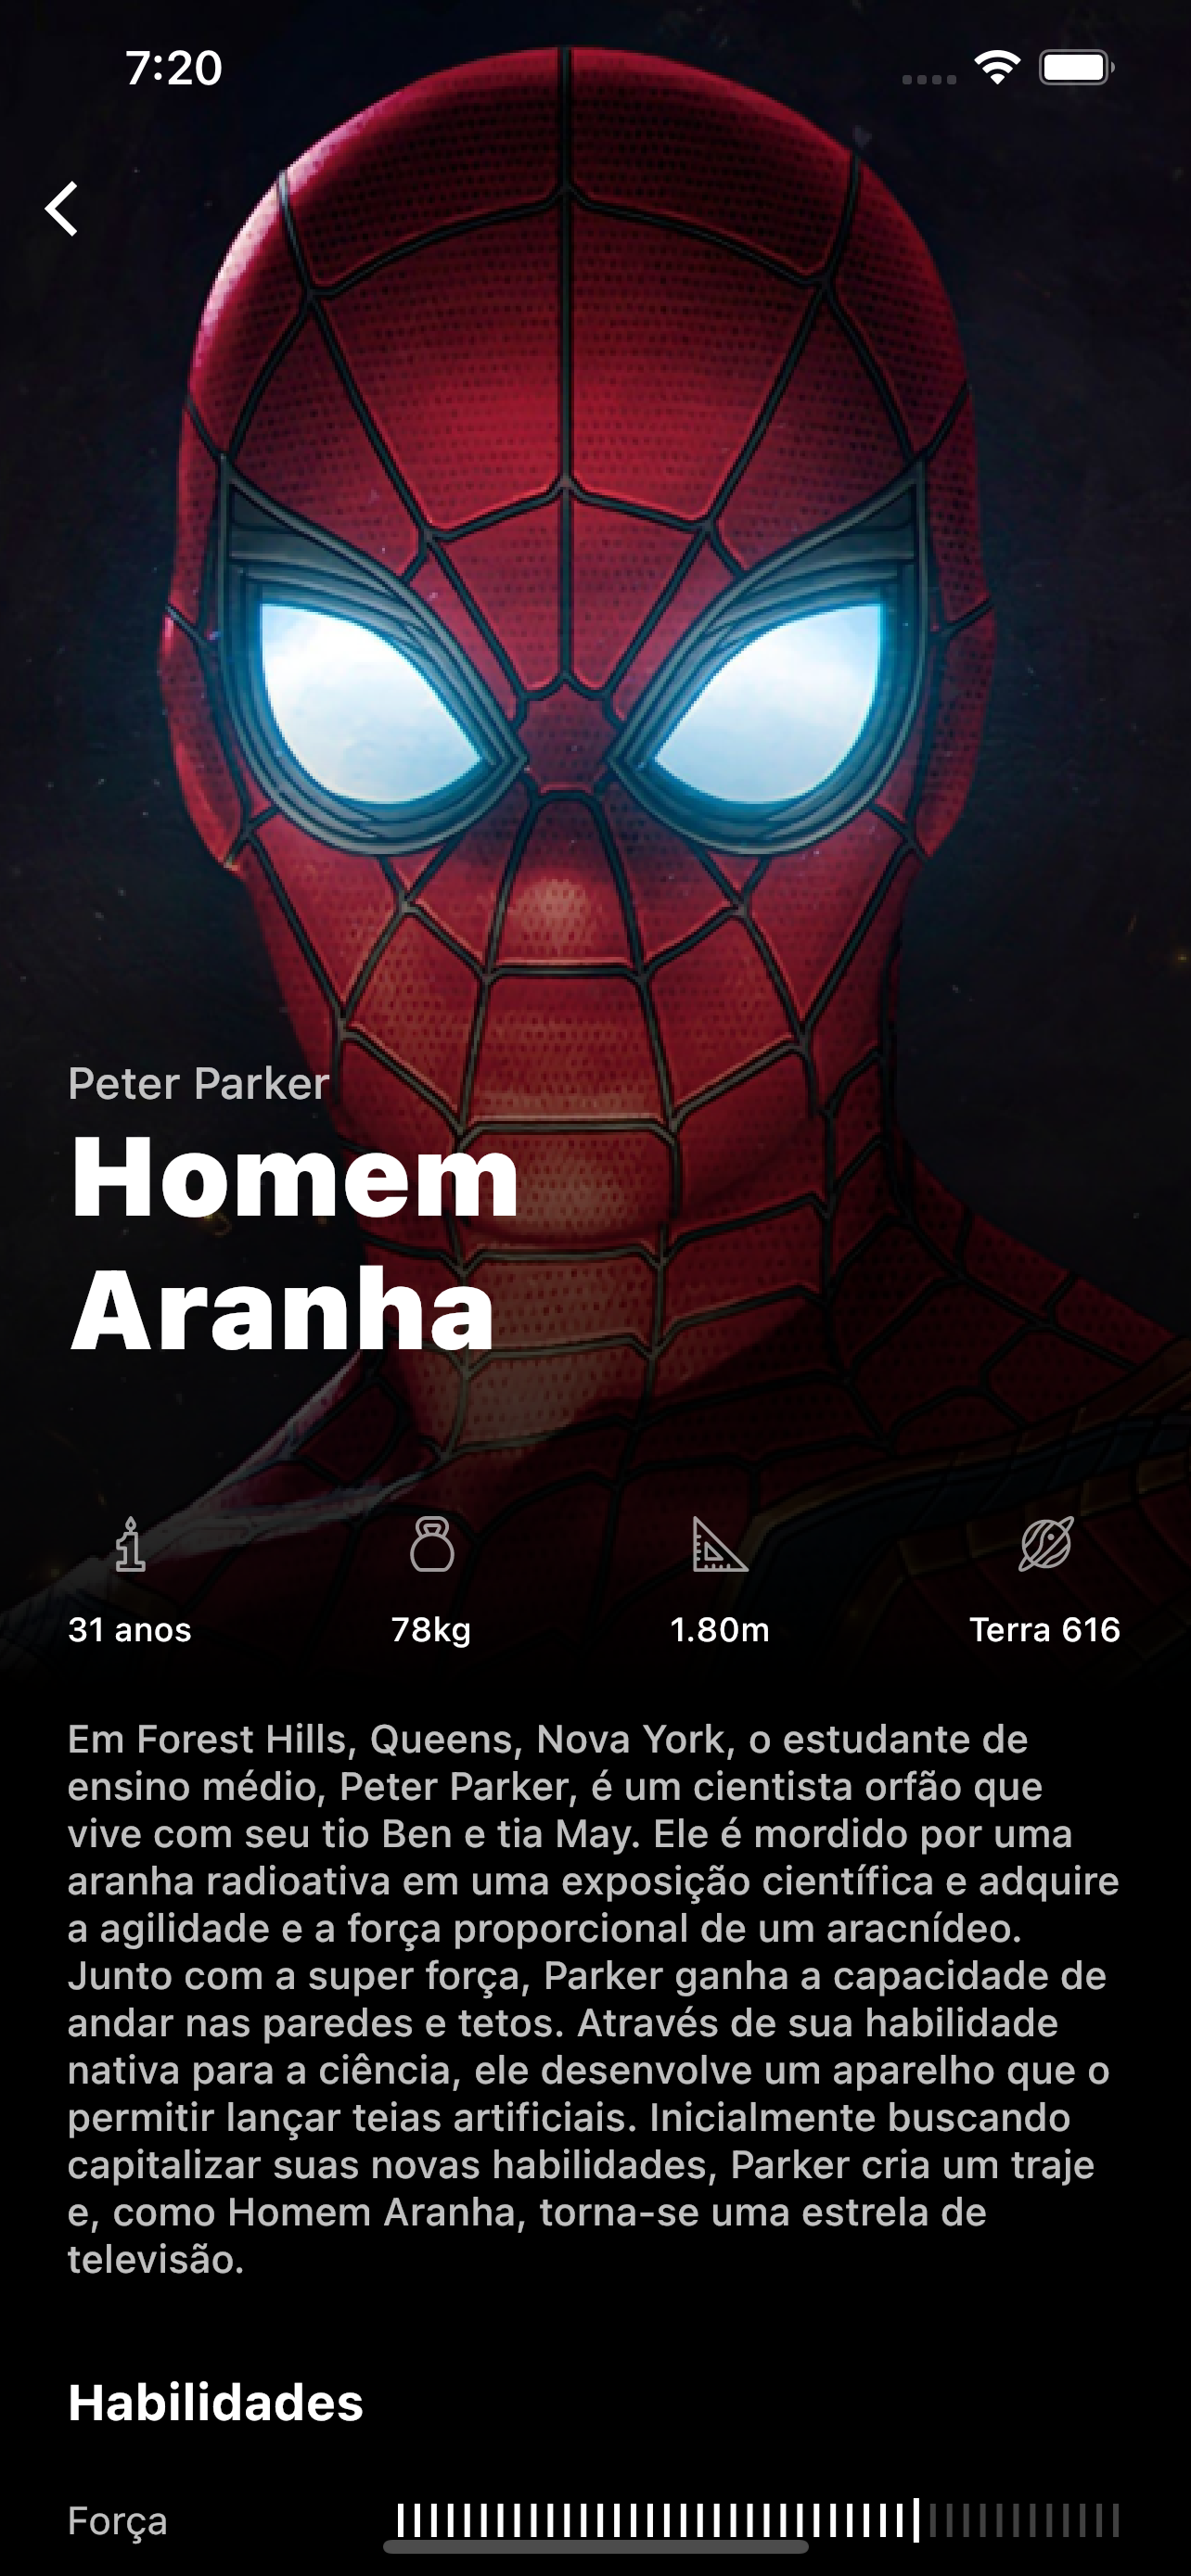 7:20
Peter Parker
Homem
Aranha
31 anos
78kg
1.80m
Terra 616
Em Forest Hills, Queens, Nova York, o estudante de
ensino médio, Peter Parker, é um cientista orfão que
vive com seu tio Ben e tia May. Ele é mordido por uma
aranha radioativa em uma exposição científica e adquire
a agilidade e a força proporcional de um aracnídeo.
Junto com a super força, Parker ganha a capacidade de
andar nas paredes e tetos. Através de sua habilidade
nativa para a ciência, ele desenvolve um aparelho que o
permitir lançar teias artificiais. Inicialmente buscando
capitalizar suas novas habilidades, Parker cria um traje
e, como Homem Aranha, torna-se uma estrela de
televisão.
Habilidades
Força